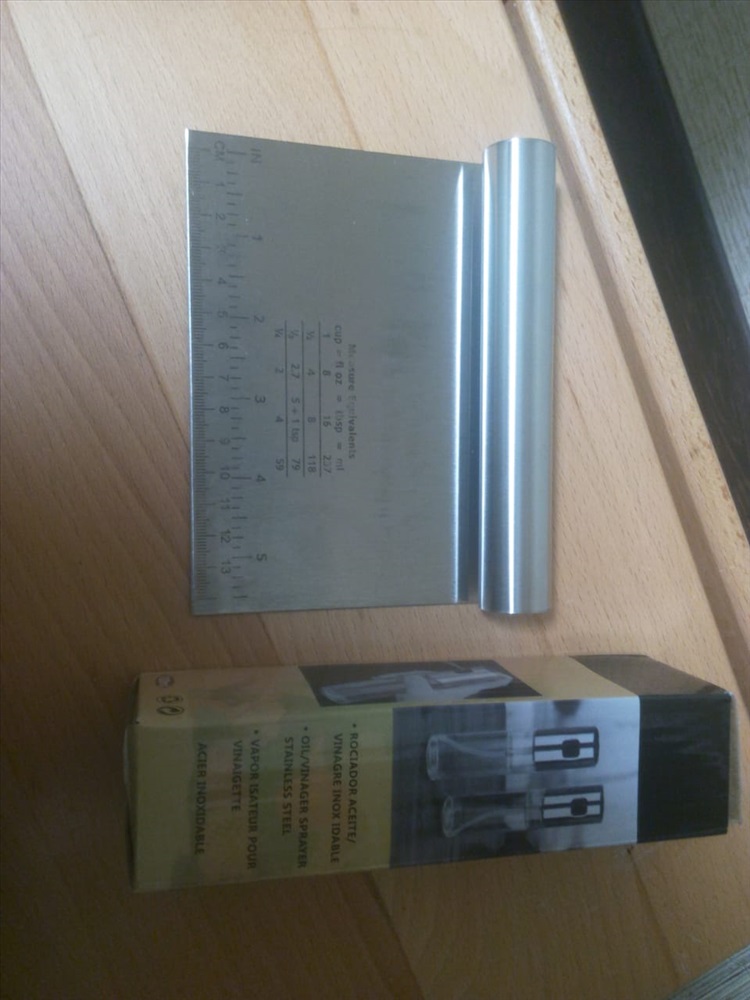 Measure Equivalents
cup = fl oz = tbsp = ml
1 8 16 237
½ 4 8 118
⅓ 2.7 5 + 1 tsp 79
¼ 2 4 59
IN 1 2 3 4 5
CM 1 2 3 4 5 6 7 8 9 10 11 12 13
• ROCIADOR ACEITE/
VINAGRE INOX IDABLE
• OIL/VINAGER SPRAYER
STAINLESS STEEL
• VAPOR ISATEUR POUR
VINAIGETTE
ACIER INOXIDABLE